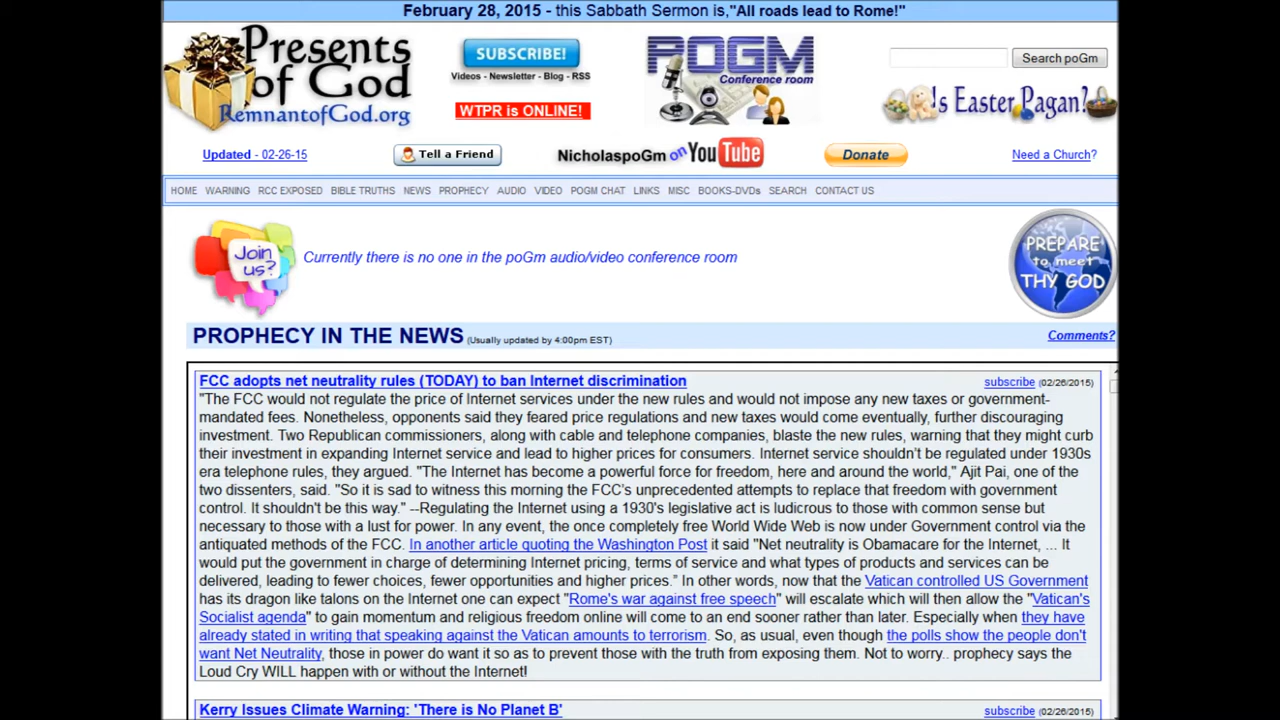 February 28, 2015 - this Sabbath Sermon is,"All roads lead to Rome!"
Presents
of God
RemnantofGod.org
SUBSCRIBE!
Videos - Newsletter - Blog - RSS
WTPR is ONLINE!
POGM
Conference room
Search poGm
Is Easter Pagan?
Updated - 02-26-15
Tell a Friend
NicholaspoGm on YouTube
Donate
Need a Church?
HOME WARNING RCC EXPOSED BIBLE TRUTHS NEWS PROPHECY AUDIO VIDEO POGM CHAT LINKS MISC BOOKS-DVDs SEARCH CONTACT US
Join
us?
Currently there is no one in the poGm audio/video conference room
PREPARE
to meet
THY GOD
PROPHECY IN THE NEWS (Usually updated by 4:00pm EST)
Comments?
FCC adopts net neutrality rules (TODAY) to ban Internet discrimination
subscribe (02/26/2015)
"The FCC would not regulate the price of Internet services under the new rules and would not impose any new taxes or government-
mandated fees. Nonetheless, opponents said they feared price regulations and new taxes would come eventually, further discouraging
investment. Two Republican commissioners, along with cable and telephone companies, blaste the new rules, warning that they might curb
their investment in expanding Internet service and lead to higher prices for consumers. Internet service shouldn't be regulated under 1930s
era telephone rules, they argued. "The Internet has become a powerful force for freedom, here and around the world," Ajit Pai, one of the
two dissenters, said. "So it is sad to witness this morning the FCC's unprecedented attempts to replace that freedom with government
control. It shouldn't be this way." --Regulating the Internet using a 1930's legislative act is ludicrous to those with common sense but
necessary to those with a lust for power. In any event, the once completely free World Wide Web is now under Government control via the
antiquated methods of the FCC. In another article quoting the Washington Post it said "Net neutrality is Obamacare for the Internet, ... It
would put the government in charge of determining Internet pricing, terms of service and what types of products and services can be
delivered, leading to fewer choices, fewer opportunities and higher prices." In other words, now that the Vatican controlled US Government
has its dragon like talons on the Internet one can expect "Rome's war against free speech" will escalate which will then allow the "Vatican's
Socialist agenda" to gain momentum and religious freedom online will come to an end sooner rather than later. Especially when they have
already stated in writing that speaking against the Vatican amounts to terrorism. So, as usual, even though the polls show the people don't
want Net Neutrality, those in power do want it so as to prevent those with the truth from exposing them. Not to worry.. prophecy says the
Loud Cry WILL happen with or without the Internet!
Kerry Issues Climate Warning: 'There is No Planet B'
subscribe (02/26/2015)